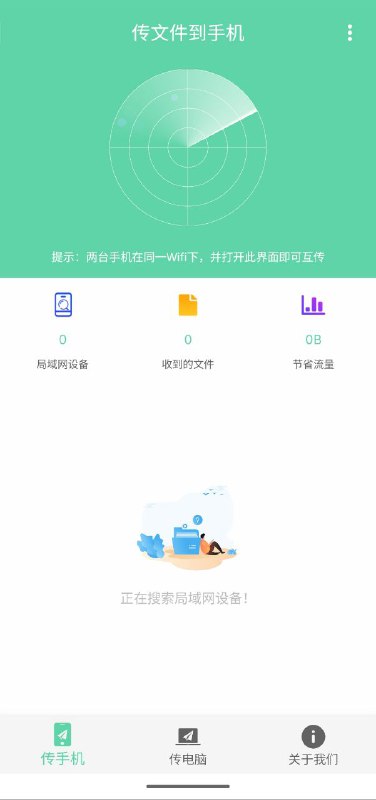 传文件到手机
提示：两台手机在同一Wifi下，并打开此界面即可互传
0
0
0B
局域网设备
收到的文件
节省流量
正在搜索局域网设备！
传手机
传电脑
关于我们